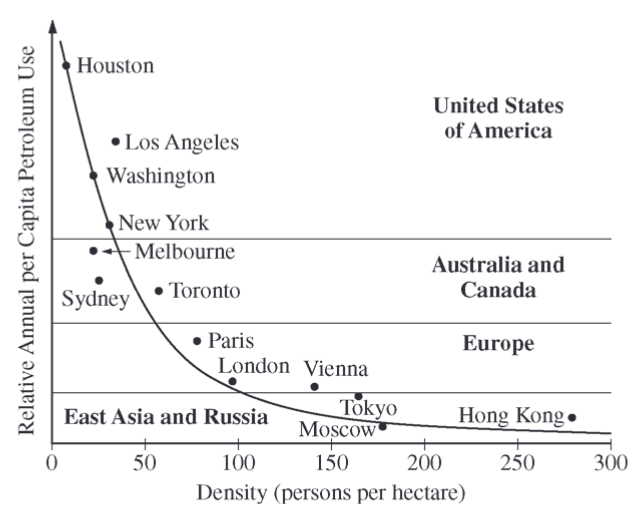 Relative Annual per Capita Petroleum Use
Houston
United States
of America
Los Angeles
Washington
New York
Melbourne
Australia and
Canada
Sydney
Toronto
Paris
Europe
London
Vienna
East Asia and Russia
Tokyo
Moscow
Hong Kong
0 50 100 150 200 250 300
Density (persons per hectare)